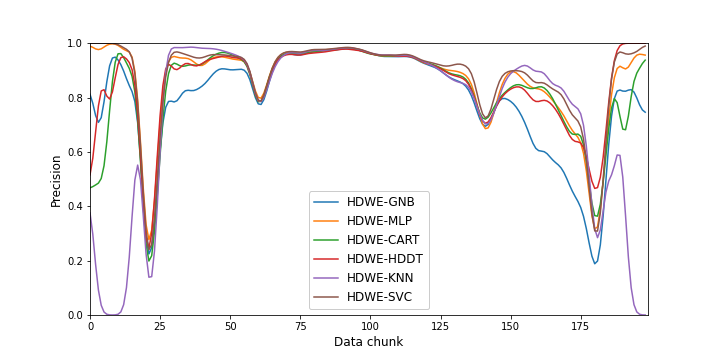 1.0
0.8
0.6
0.4
0.2
0.0
Precision
HDWE-GNB
HDWE-MLP
HDWE-CART
HDWE-HDDT
HDWE-KNN
HDWE-SVC
0 25 50 75 100 125 150 175
Data chunk